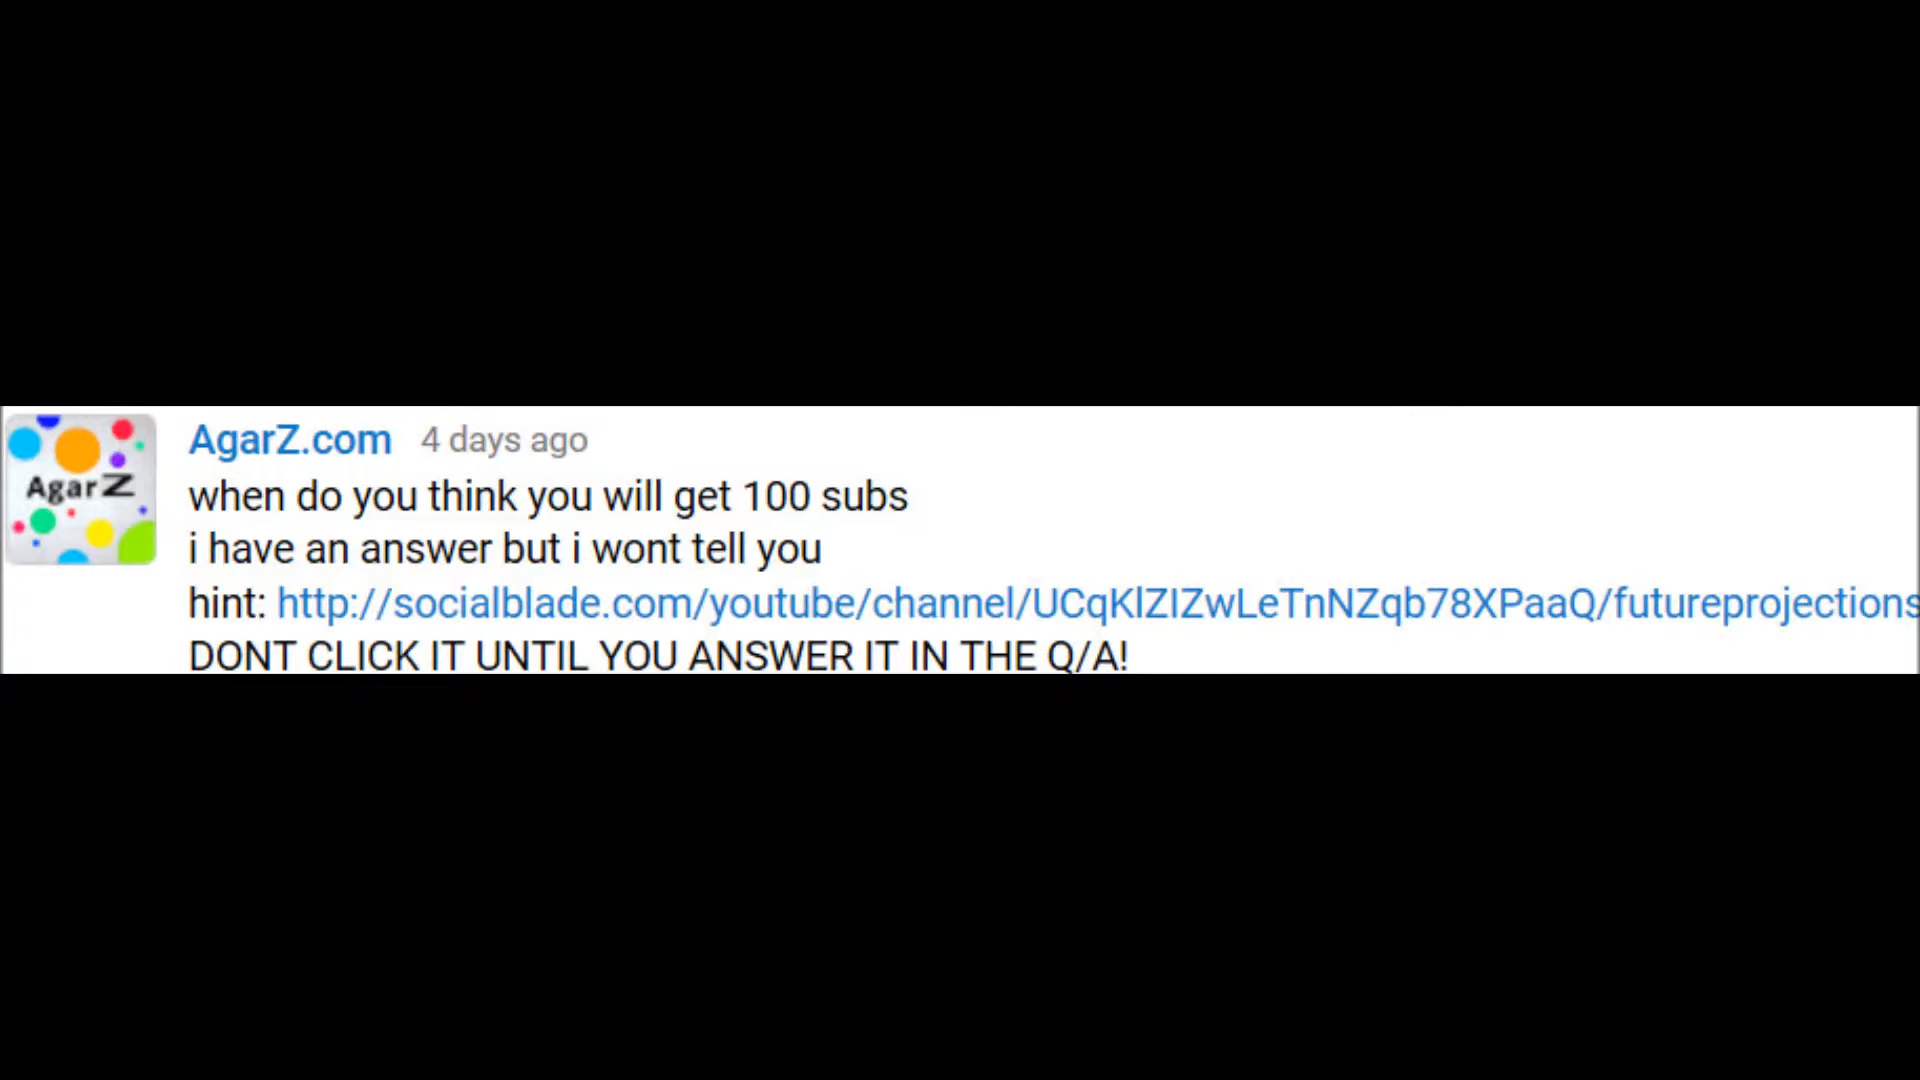 AgarZ
AgarZ.com 4 days ago
when do you think you will get 100 subs
i have an answer but i wont tell you
hint: http://socialblade.com/youtube/channel/UCqKlZIZwLeTnNZqb78XPaaQ/futureprojections
DONT CLICK IT UNTIL YOU ANSWER IT IN THE Q/A!